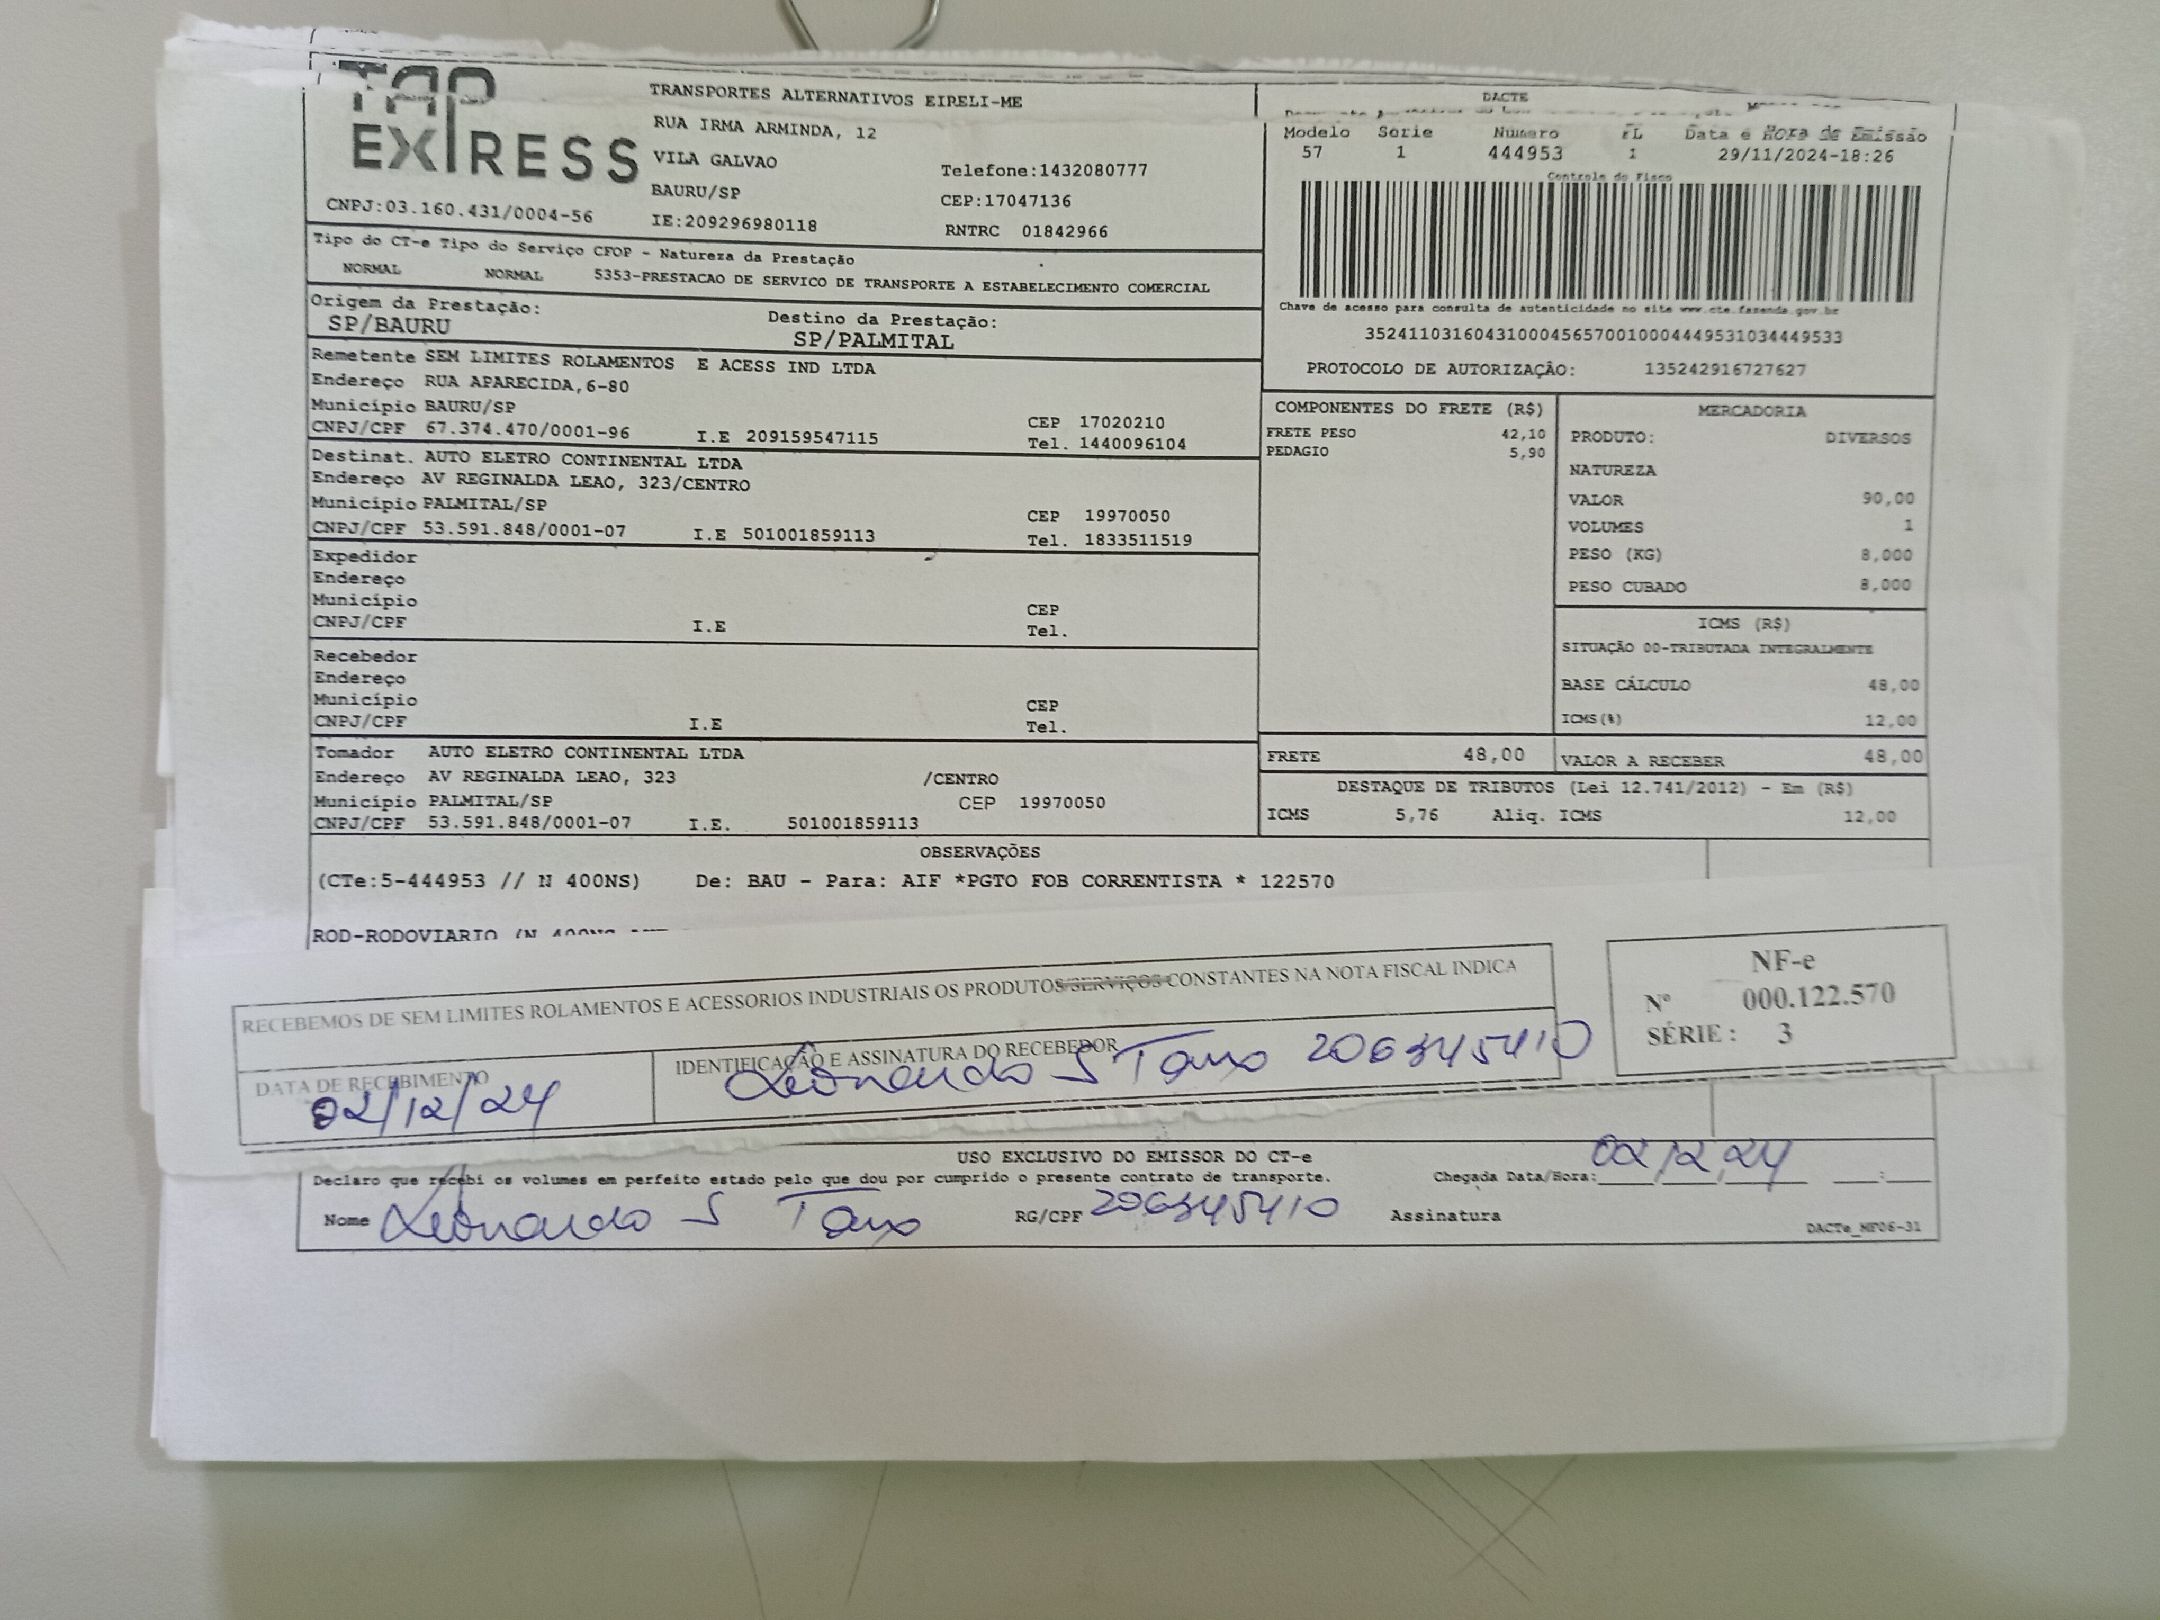 TAP
EXPRESS
CNPJ:03.160.431/0004-56
TRANSPORTES ALTERNATIVOS EIRELI-ME
RUA IRMA ARMINDA, 12
VILA GALVAO
Telefone:1432080777
BAURU/SP
CEP:17047136
IE:209296980118
RNTRC 01842966
DACTE
Modelo Serie Número FL Data e Hora de Emissão
57 1 444953 1 29/11/2024-18:26
Controle do Fisco
Chave de acesso para consulta de autenticidade no site www.cte.fazenda.gov.br
35241103160431000456570010004449531034449533
PROTOCOLO DE AUTORIZAÇÃO: 135242916727627
Tipo do CT-e Tipo do Serviço CFOP - Natureza da Prestação
NORMAL NORMAL 5353-PRESTACAO DE SERVICO DE TRANSPORTE A ESTABELECIMENTO COMERCIAL
Origem da Prestação:
SP/BAURU
Destino da Prestação:
SP/PALMITAL
Remetente SEM LIMITES ROLAMENTOS E ACESS IND LTDA
Endereço RUA APARECIDA,6-80
Município BAURU/SP
CEP 17020210
CNPJ/CPF 67.374.470/0001-96 I.E 209159547115 Tel. 1440096104
Destinat. AUTO ELETRO CONTINENTAL LTDA
Endereço AV REGINALDA LEAO, 323/CENTRO
Município PALMITAL/SP
CEP 19970050
CNPJ/CPF 53.591.848/0001-07 I.E 501001859113 Tel. 1833511519
Expedidor
Endereço
Município
CEP
CNPJ/CPF I.E Tel.
Recebedor
Endereço
Município
CEP
CNPJ/CPF I.E Tel.
Tomador AUTO ELETRO CONTINENTAL LTDA
Endereço AV REGINALDA LEAO, 323 /CENTRO
Município PALMITAL/SP CEP 19970050
CNPJ/CPF 53.591.848/0001-07 I.E. 501001859113
COMPONENTES DO FRETE (R$)
FRETE PESO 42,10
PEDAGIO 5,90
MERCADORIA
PRODUTO: DIVERSOS
NATUREZA
VALOR 90,00
VOLUMES 1
PESO (KG) 8,000
PESO CUBADO 8,000
ICMS (R$)
SITUAÇÃO 00-TRIBUTADA INTEGRALMENTE
BASE CÁLCULO 48,00
ICMS(%) 12,00
FRETE 48,00 VALOR A RECEBER 48,00
DESTAQUE DE TRIBUTOS (Lei 12.741/2012) - Em (R$)
ICMS 5,76 Aliq. ICMS 12,00
OBSERVAÇÕES
(CTe:5-444953 // N 400NS) De: BAU - Para: AIF *PGTO FOB CORRENTISTA * 122570
ROD-RODOVIARIO (N 400NS
RECEBEMOS DE SEM LIMITES ROLAMENTOS E ACESSORIOS INDUSTRIAIS OS PRODUTOS/SERVIÇOS CONSTANTES NA NOTA FISCAL INDICA
DATA DE RECEBIMENTO
02/12/24
IDENTIFICAÇÃO E ASSINATURA DO RECEBEDOR
Leonardo S 206345410
NF-e
Nº 000.122.570
SÉRIE : 3
USO EXCLUSIVO DO EMISSOR DO CT-e
Declaro que recebi os volumes em perfeito estado pelo que dou por cumprido o presente contrato de transporte.
Chegada Data/Hora: 02/12/24
Nome Leonardo S RG/CPF 206345410 Assinatura
DACTe_MF06-31